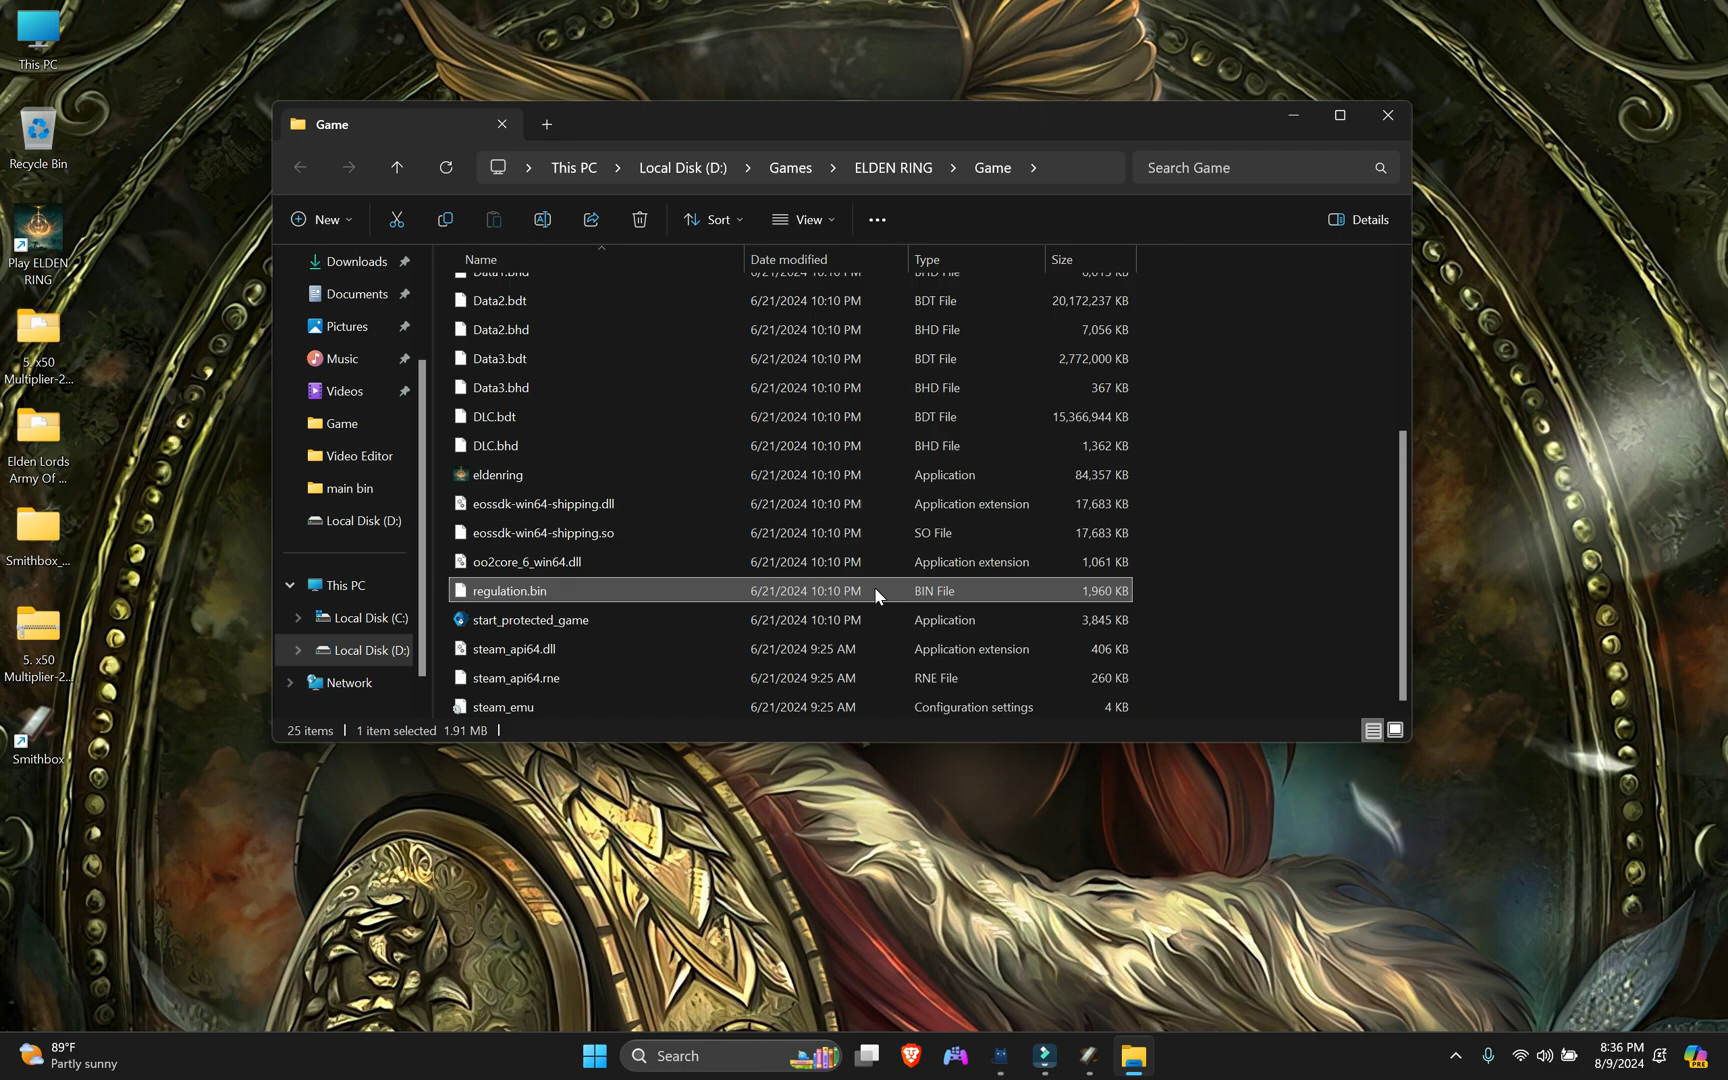 This PC
Recycle Bin
Play ELDEN
RING
5. x50
Multiplier-2...
Elden Lords
Army Of ...
Smithbox_...
5. x50
Multiplier-2...
Smithbox
Game
This PC > Local Disk (D:) > Games > ELDEN RING > Game >
Search Game
New
Sort
View
Details
Downloads
Documents
Pictures
Music
Videos
Game
Video Editor
main bin
Local Disk (D:)
This PC
Local Disk (C:)
Local Disk (D:)
Network
Name Date modified Type Size
Data2.bdt 6/21/2024 10:10 PM BDT File 20,172,237 KB
Data2.bhd 6/21/2024 10:10 PM BHD File 7,056 KB
Data3.bdt 6/21/2024 10:10 PM BDT File 2,772,000 KB
Data3.bhd 6/21/2024 10:10 PM BHD File 367 KB
DLC.bdt 6/21/2024 10:10 PM BDT File 15,366,944 KB
DLC.bhd 6/21/2024 10:10 PM BHD File 1,362 KB
eldenring 6/21/2024 10:10 PM Application 84,357 KB
eossdk-win64-shipping.dll 6/21/2024 10:10 PM Application extension 17,683 KB
eossdk-win64-shipping.so 6/21/2024 10:10 PM SO File 17,683 KB
oo2core_6_win64.dll 6/21/2024 10:10 PM Application extension 1,061 KB
regulation.bin 6/21/2024 10:10 PM BIN File 1,960 KB
start_protected_game 6/21/2024 10:10 PM Application 3,845 KB
steam_api64.dll 6/21/2024 9:25 AM Application extension 406 KB
steam_api64.rne 6/21/2024 9:25 AM RNE File 260 KB
steam_emu 6/21/2024 9:25 AM Configuration settings 4 KB
25 items 1 item selected 1.91 MB
89°F
Partly sunny
Search
8:36 PM
8/9/2024
PRE